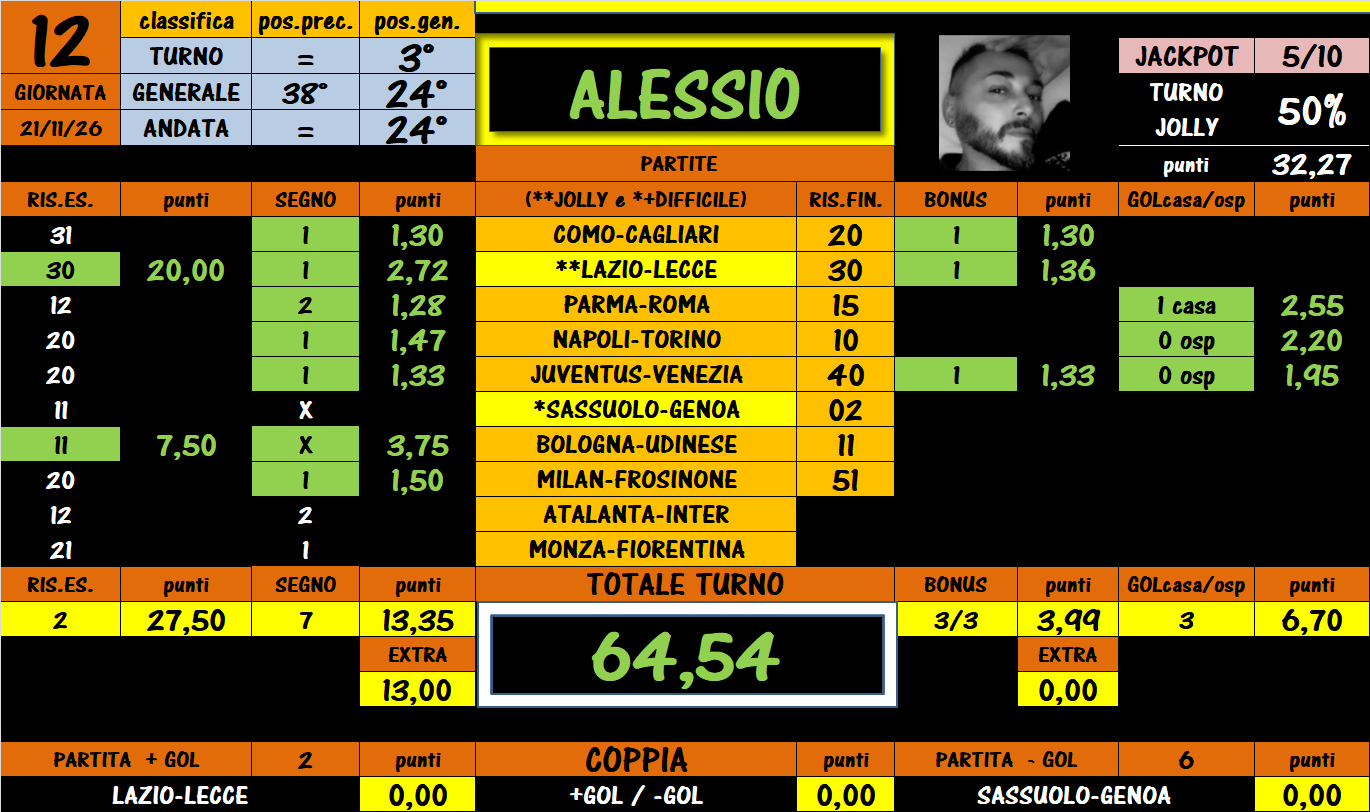 12 classifica pos.prec. pos.gen.
TURNO = 3°
GIORNATA GENERALE 38° 24°
21/11/26 ANDATA = 24°
ALESSIO
JACKPOT 5/10
TURNO JOLLY 50%
punti 32,27
PARTITE
RIS.ES. punti SEGNO punti (**JOLLY e *+DIFFICILE) RIS.FIN. BONUS punti GOLcasa/osp punti
31 1 1,30 COMO-CAGLIARI 20 1 1,30
30 20,00 1 2,72 **LAZIO-LECCE 30 1 1,36
12 2 1,28 PARMA-ROMA 15 1 casa 2,55
20 1 1,47 NAPOLI-TORINO 10 0 osp 2,20
20 1 1,33 JUVENTUS-VENEZIA 40 1 1,33 0 osp 1,95
11 X *SASSUOLO-GENOA 02
11 7,50 X 3,75 BOLOGNA-UDINESE 11
20 1 1,50 MILAN-FROSINONE 51
12 2 ATALANTA-INTER
21 1 MONZA-FIORENTINA
RIS.ES. punti SEGNO punti TOTALE TURNO BONUS punti GOLcasa/osp punti
2 27,50 7 13,35 64,54 3/3 3,99 3 6,70
EXTRA EXTRA
13,00 0,00
PARTITA + GOL 2 punti COPPIA punti PARTITA - GOL 6 punti
LAZIO-LECCE 0,00 +GOL / -GOL 0,00 SASSUOLO-GENOA 0,00